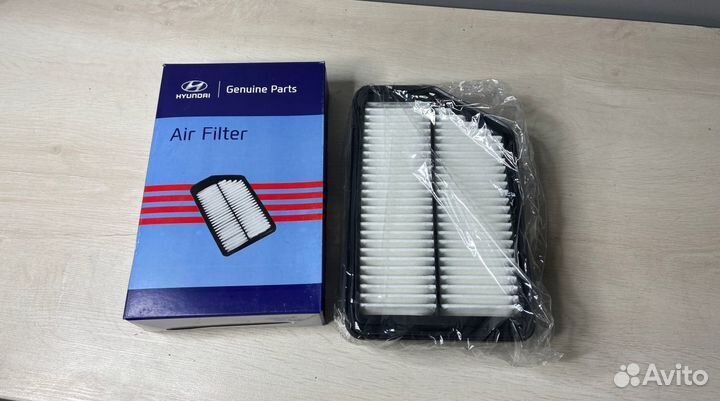 HYUNDAI
Genuine Parts
Air Filter
Avito